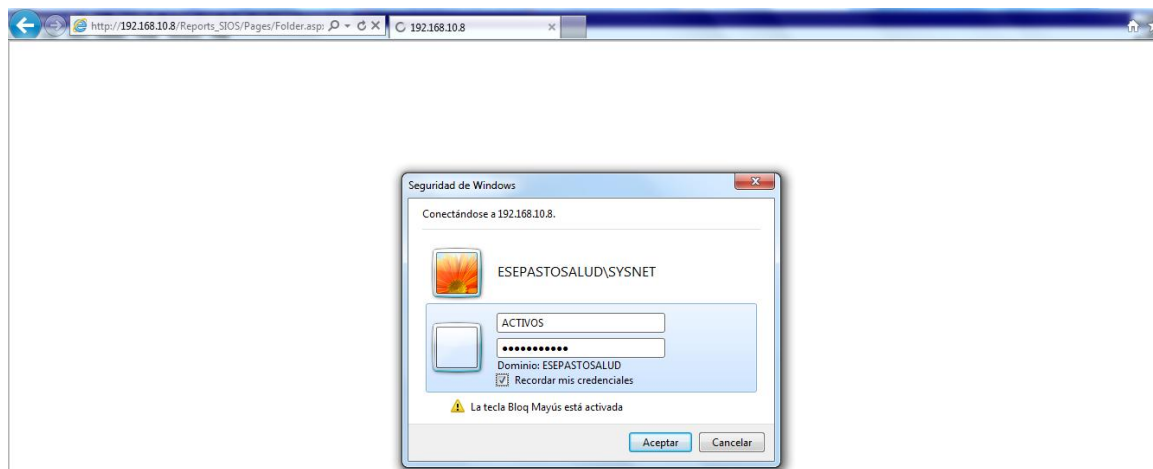 http://192.168.10.8/Reports_SIOS/Pages/Folder.asp:
192.168.10.8
Seguridad de Windows
Conectándose a 192.168.10.8.
ESEPASTOSALUD\SYSNET
ACTIVOS
Dominio: ESEPASTOSALUD
Recordar mis credenciales
La tecla Bloq Mayús está activada
Aceptar Cancelar